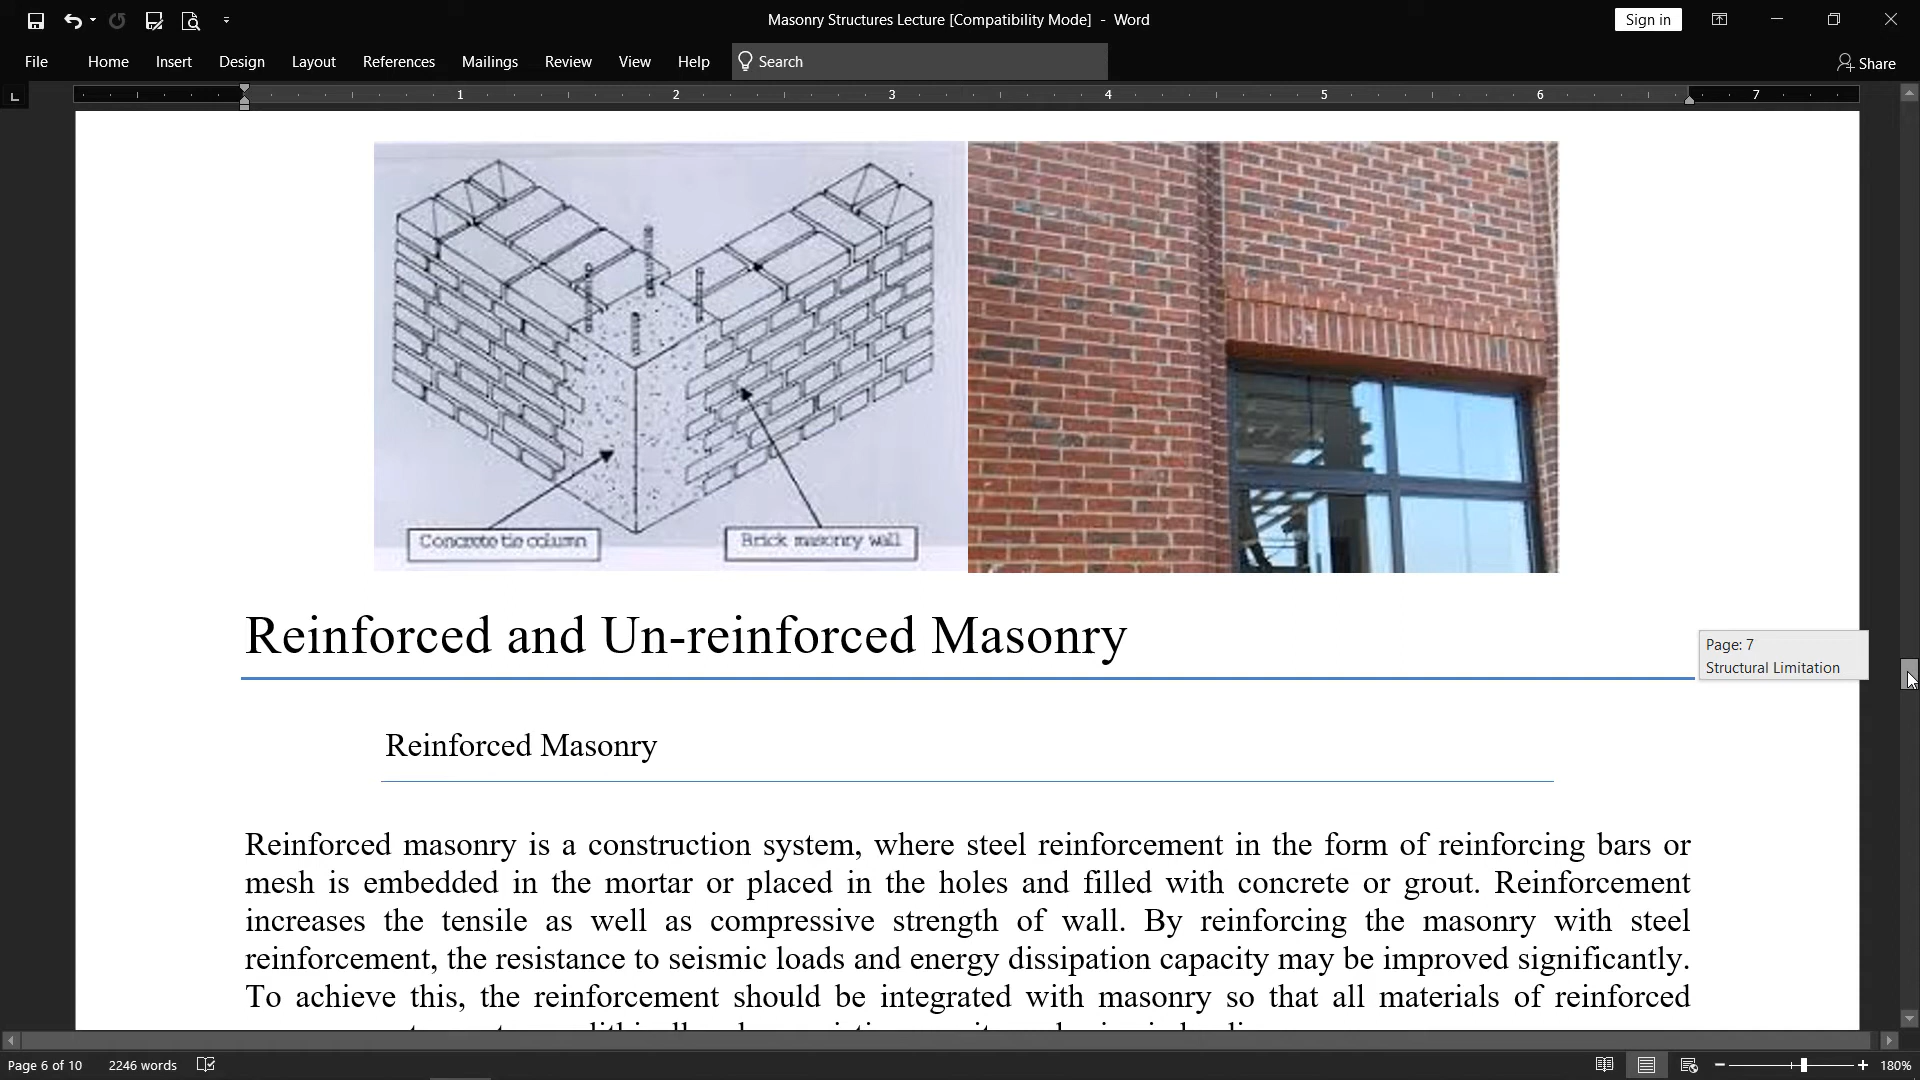 Masonry Structures Lecture [Compatibility Mode] - Word
Sign in
File Home Insert Design Layout References Mailings Review View Help Search Share
1 2 3 4 5 6 7
Concrete tie column
Brick masonry wall
Reinforced and Un-reinforced Masonry
Page: 7
Structural Limitation
Reinforced Masonry
Reinforced masonry is a construction system, where steel reinforcement in the form of reinforcing bars or
mesh is embedded in the mortar or placed in the holes and filled with concrete or grout. Reinforcement
increases the tensile as well as compressive strength of wall. By reinforcing the masonry with steel
reinforcement, the resistance to seismic loads and energy dissipation capacity may be improved significantly.
To achieve this, the reinforcement should be integrated with masonry so that all materials of reinforced
Page 6 of 10 2246 words 180%